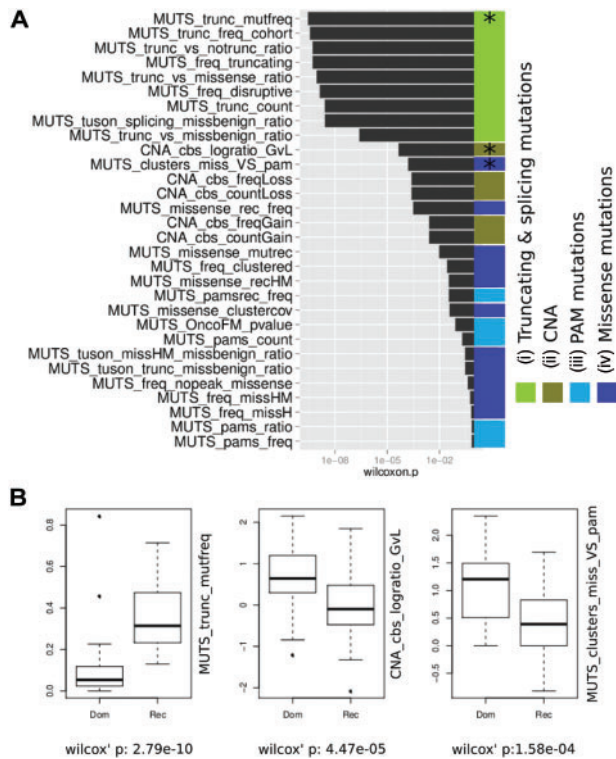 A
MUTS_trunc_mutfreq
MUTS_trunc_freq_cohort
MUTS_trunc_vs_notrunc_ratio
MUTS_freq_truncating
MUTS_trunc_vs_missense_ratio
MUTS_freq_disruptive
MUTS_trunc_count
MUTS_tuson_splicing_missbenign_ratio
MUTS_trunc_vs_missbenign_ratio
CNA_cbs_logratio_GvL
MUTS_clusters_miss_VS_pam
CNA_cbs_freqLoss
CNA_cbs_countLoss
MUTS_missense_rec_freq
CNA_cbs_freqGain
CNA_cbs_countGain
MUTS_missense_mutrec
MUTS_freq_clustered
MUTS_missense_recHM
MUTS_pamsrec_freq
MUTS_missense_clustercov
MUTS_OncoFM_pvalue
MUTS_pams_count
MUTS_tuson_missHM_missbenign_ratio
MUTS_tuson_trunc_missbenign_ratio
MUTS_freq_nopeak_missense
MUTS_freq_missHM
MUTS_freq_missH
MUTS_pams_ratio
MUTS_pams_freq
*
*
*
1e-08 1e-05 1e-02
wilcoxon.p
(i) Truncating & splicing mutations
(ii) CNA
(iii) PAM mutations
(iv) Missense mutations
B
0.8
0.6
0.4
0.2
0.0
Dom Rec
MUTS_trunc_mutfreq
wilcox' p: 2.79e-10
2
1
0
-1
-2
Dom Rec
CNA_cbs_logratio_GvL
wilcox' p: 4.47e-05
2.0
1.5
1.0
0.5
0.0
-0.5
Dom Rec
MUTS_clusters_miss_VS_pam
wilcox' p:1.58e-04